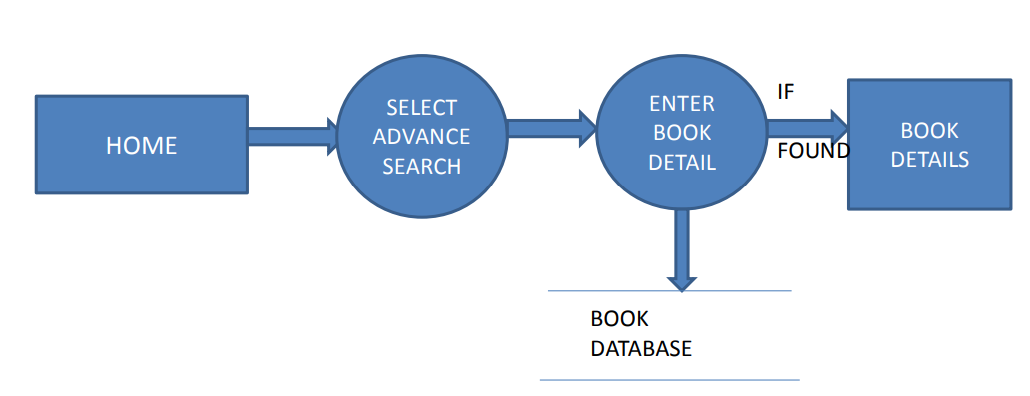 HOME
SELECT
ADVANCE
SEARCH
ENTER
BOOK
DETAIL
IF
FOUND
BOOK
DETAILS
BOOK
DATABASE